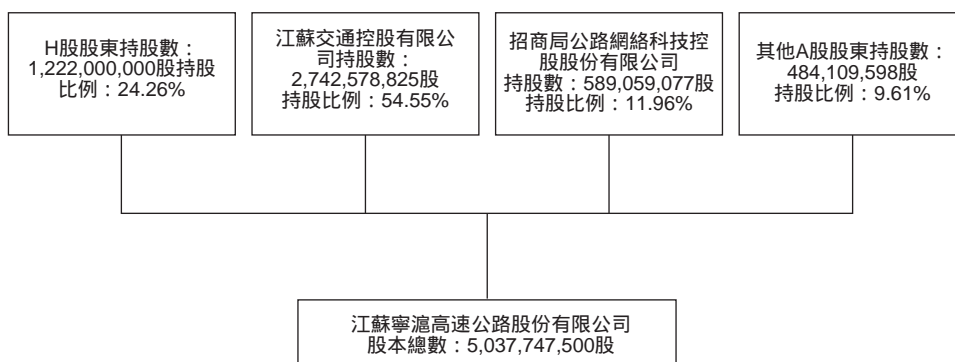 H股股東持股數：
1,222,000,000股持股
比例：24.26%
江蘇交通控股有限公
司持股數：
2,742,578,825股
持股比例：54.55%
招商局公路網絡科技控
股股份有限公司
持股數：589,059,077股
持股比例：11.96%
其他A股股東持股數：
484,109,598股
持股比例：9.61%
江蘇寧滬高速公路股份有限公司
股本總數：5,037,747,500股